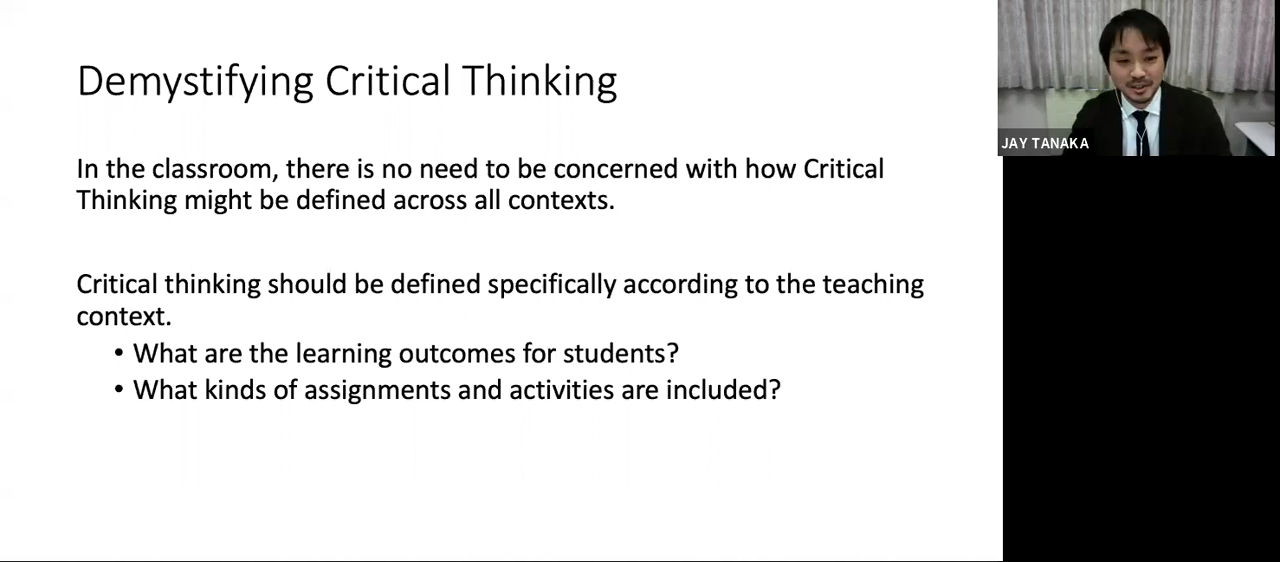 Demystifying Critical Thinking
In the classroom, there is no need to be concerned with how Critical
Thinking might be defined across all contexts.
Critical thinking should be defined specifically according to the teaching
context.
• What are the learning outcomes for students?
• What kinds of assignments and activities are included?
JAY TANAKA